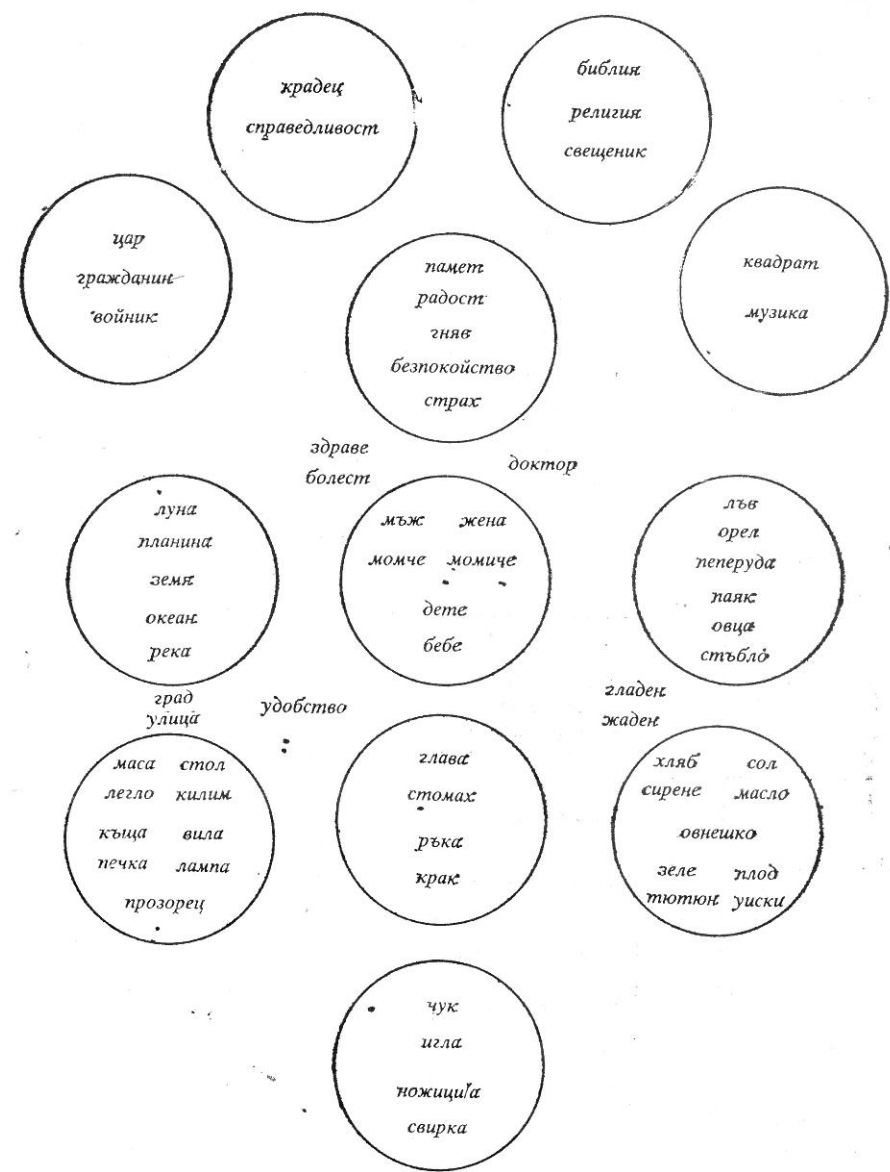 крадец
справедливост
библия
религия
свещеник
цар
гражданин
войник
памет
радост
гняв
безпокойство
страх
квадрат
музика
здраве
болест
доктор
луна
планина
земя
океан
река
мъж жена
момче момиче
дете
бебе
лъв
орел
пеперуда
паяк
овца
стъбло
град
улица
удобство
гладен
жаден
маса стол
легло килим
къща вила
печка лампа
прозорец
глава
стомах
ръка
крак
хляб сол
сирене масло
овнешко
зеле плод
тютюн уиски
чук
игла
ножица
свирка